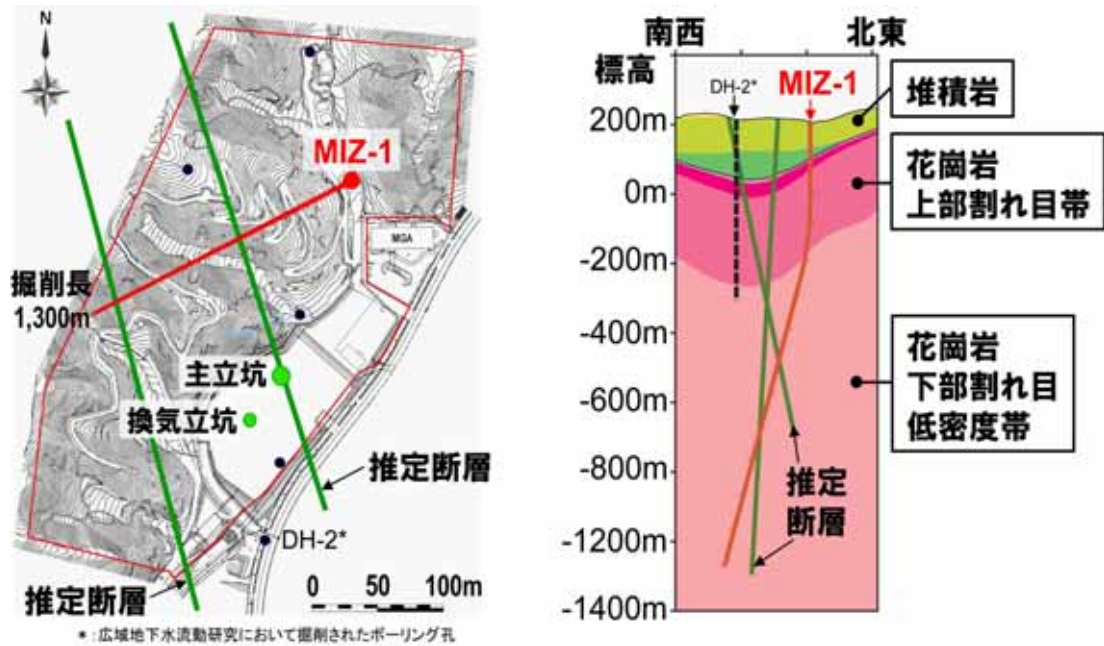 N
MIZ-1
MGA
掘削長
1,300m
主立坑
換気立坑
推定断層
DH-2*
推定断層
0 50 100m
*:広域地下水流動研究において掘削されたボーリング孔
南西 北東
標高
DH-2*
MIZ-1
200m
0m
-200m
-400m
-600m
-800m
-1200m
-1400m
堆積岩
花崗岩
上部割れ目帯
花崗岩
下部割れ目
低密度帯
推定
断層